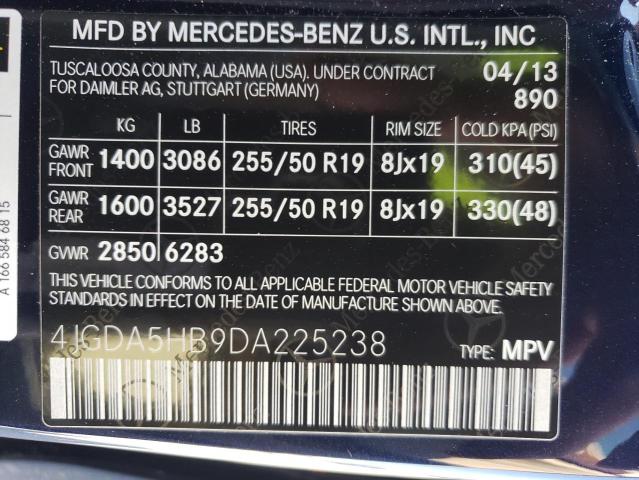 MFD BY MERCEDES-BENZ U.S. INTL., INC
TUSCALOOSA COUNTY, ALABAMA (USA). UNDER CONTRACT 04/13
FOR DAIMLER AG, STUTTGART (GERMANY) 890
KG LB TIRES RIM SIZE COLD KPA (PSI)
GAWR FRONT 1400 3086 255/50 R19 8Jx19 310(45)
GAWR REAR 1600 3527 255/50 R19 8Jx19 330(48)
GVWR 2850 6283
THIS VEHICLE CONFORMS TO ALL APPLICABLE FEDERAL MOTOR VEHICLE SAFETY
STANDARDS IN EFFECT ON THE DATE OF MANUFACTURE SHOWN ABOVE.
4JGDA5HB9DA225238 TYPE: MPV
A 166 584 68 15